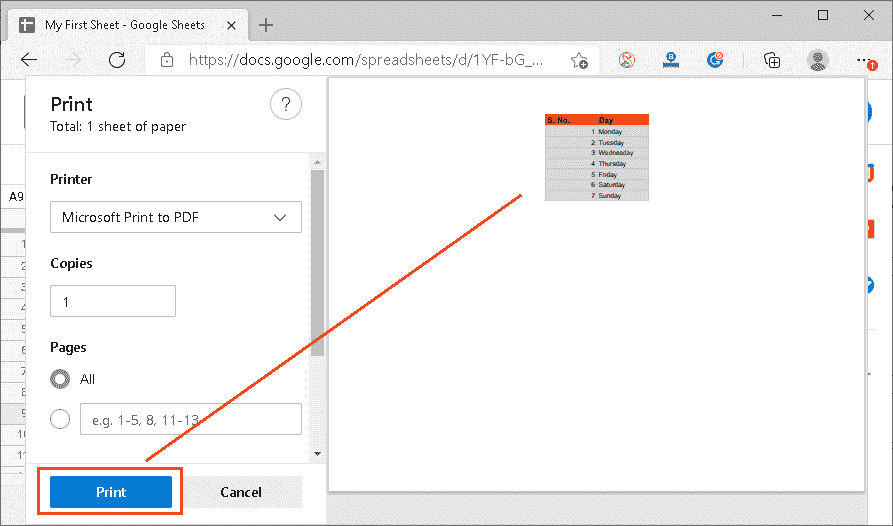 My First Sheet - Google Sheets
https://docs.google.com/spreadsheets/d/1YF-bG_...
Print
?
Total: 1 sheet of paper
S. No. Day
1 Monday
2 Tuesday
3 Wednesday
4 Thursday
5 Friday
6 Saturday
7 Sunday
Printer
A9
Microsoft Print to PDF
Copies
1
Pages
All
e.g. 1-5, 8, 11-13
Print
Cancel
1
2
3
4
5
6
7
8
9
10
11